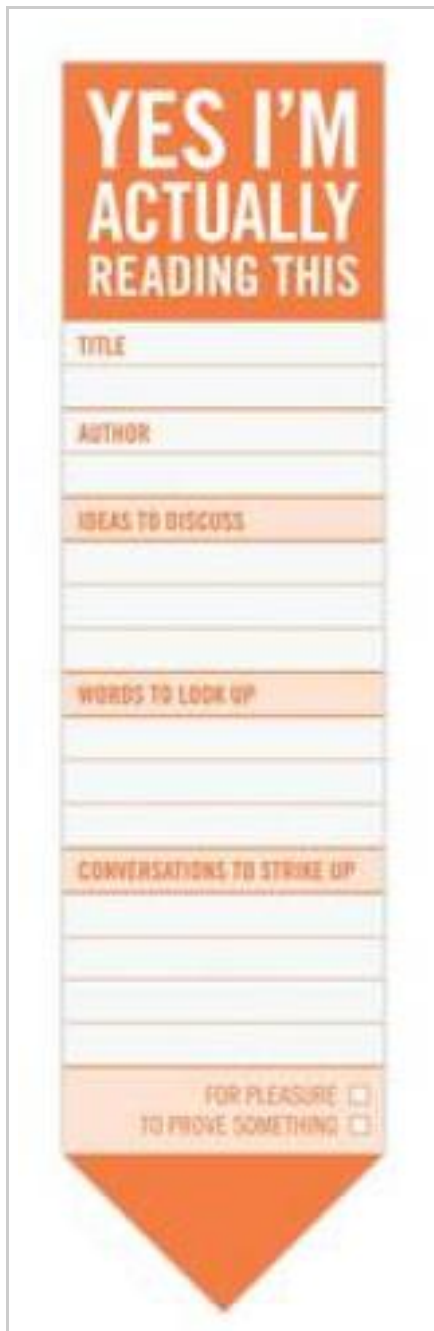 YES I'M
ACTUALLY
READING THIS
TITLE
AUTHOR
IDEAS TO DISCUSS
WORDS TO LOOK UP
CONVERSATIONS TO STRIKE UP
FOR PLEASURE
TO PROVE SOMETHING